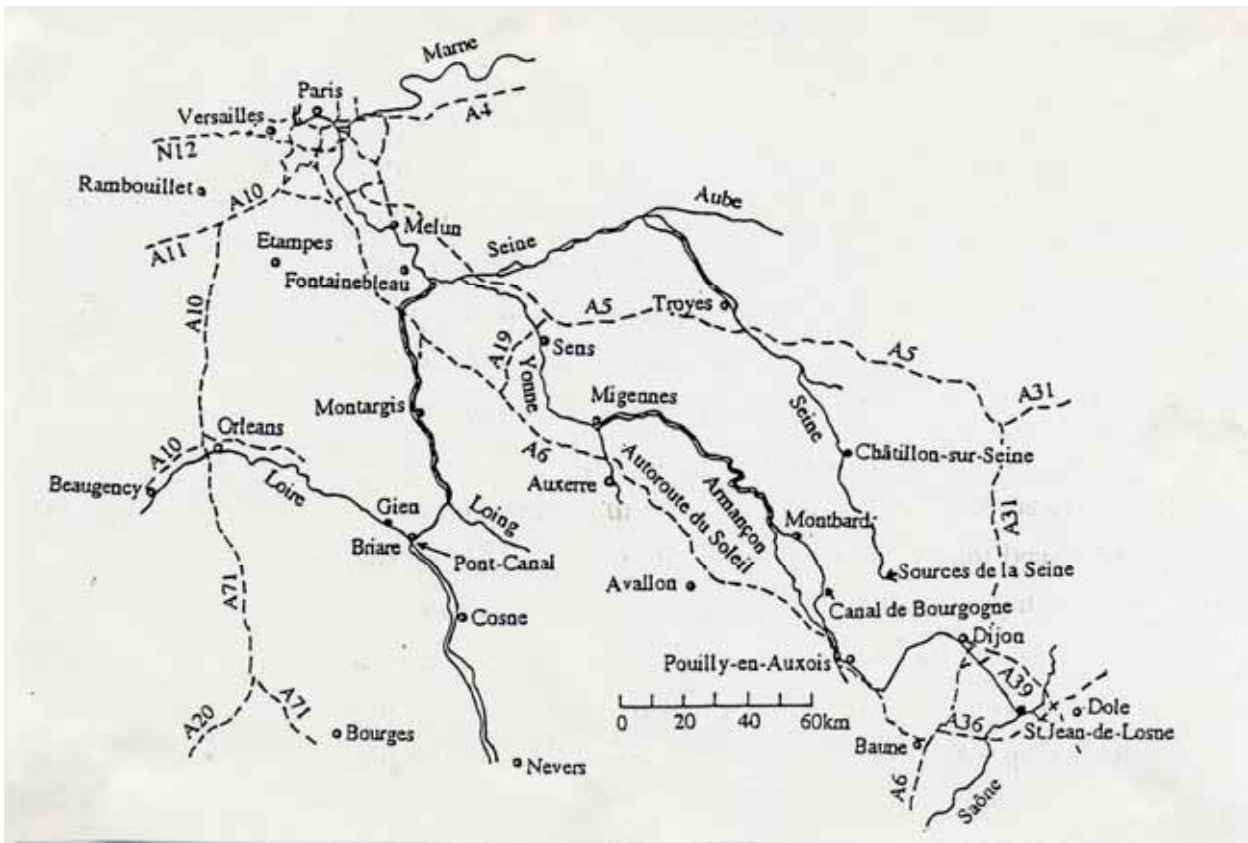 Marne
Paris
Versailles
A4
N12
Rambouillet
A10
Aube
A11
Melun
Seine
Etampes
Fontainebleau
A10
Troyes
A5
A19
Sens
A5
Yonne
Migennes
A31
Montargis
Seine
Orleans
A10
A6
Châtillon-sur-Seine
Beaugency
Loire
Auxerre
Autoroute du Soleil
Armançon
Gien
Loing
Montbard
A31
Briare
Pont-Canal
Sources de la Seine
Avallon
A71
Cosne
Canal de Bourgogne
Dijon
Pouilly-en-Auxois
A39
0 20 40 60km
Dole
A20
A71
Bourges
A36
St.Jean-de-Losne
Baune
Nevers
A6
Saône